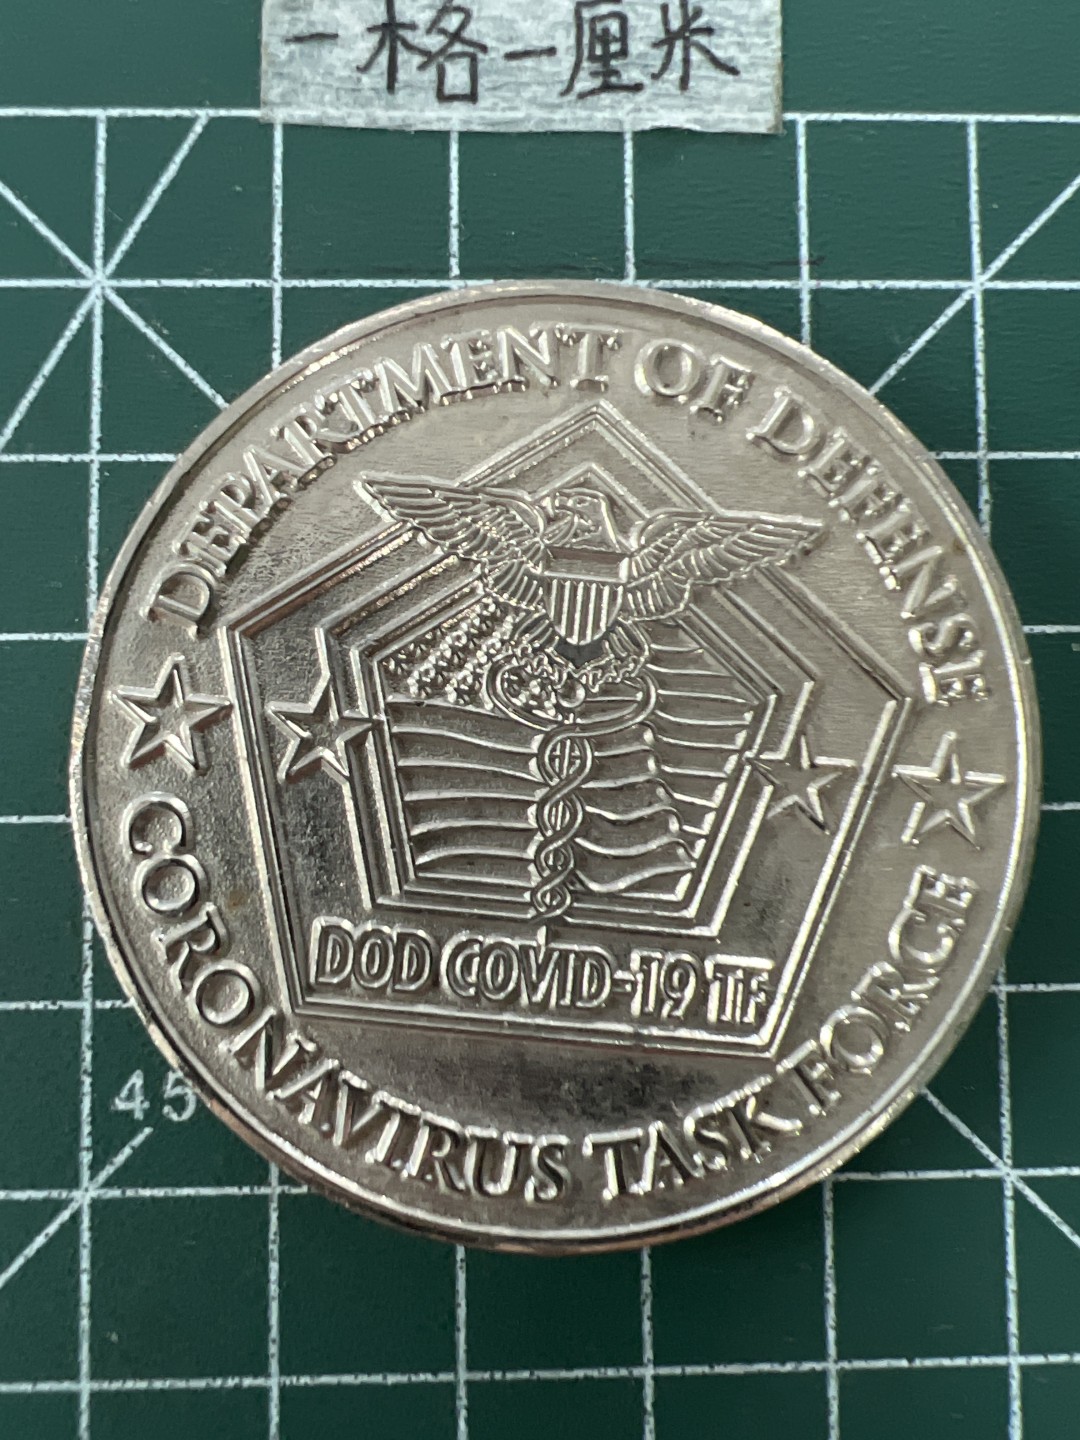 一格一厘米
DEPARTMENT OF DEFENSE
DOD COVID-19 TF
CORONAVIRUS TASK FORCE
45